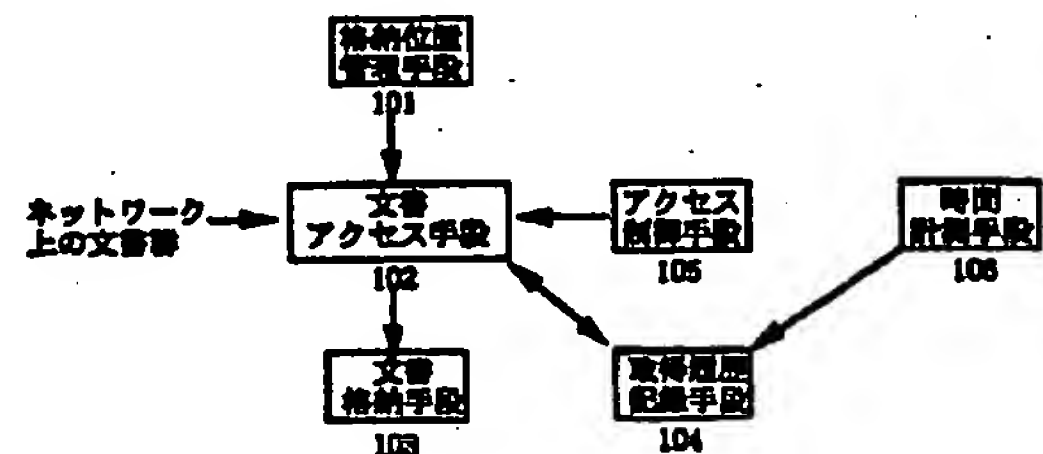 格納位置
管理手段
101
ネットワーク
上の文書群
文書
アクセス手段
102
アクセス
制御手段
105
時間
計測手段
106
文書
格納手段
103
取得履歴
記録手段
104